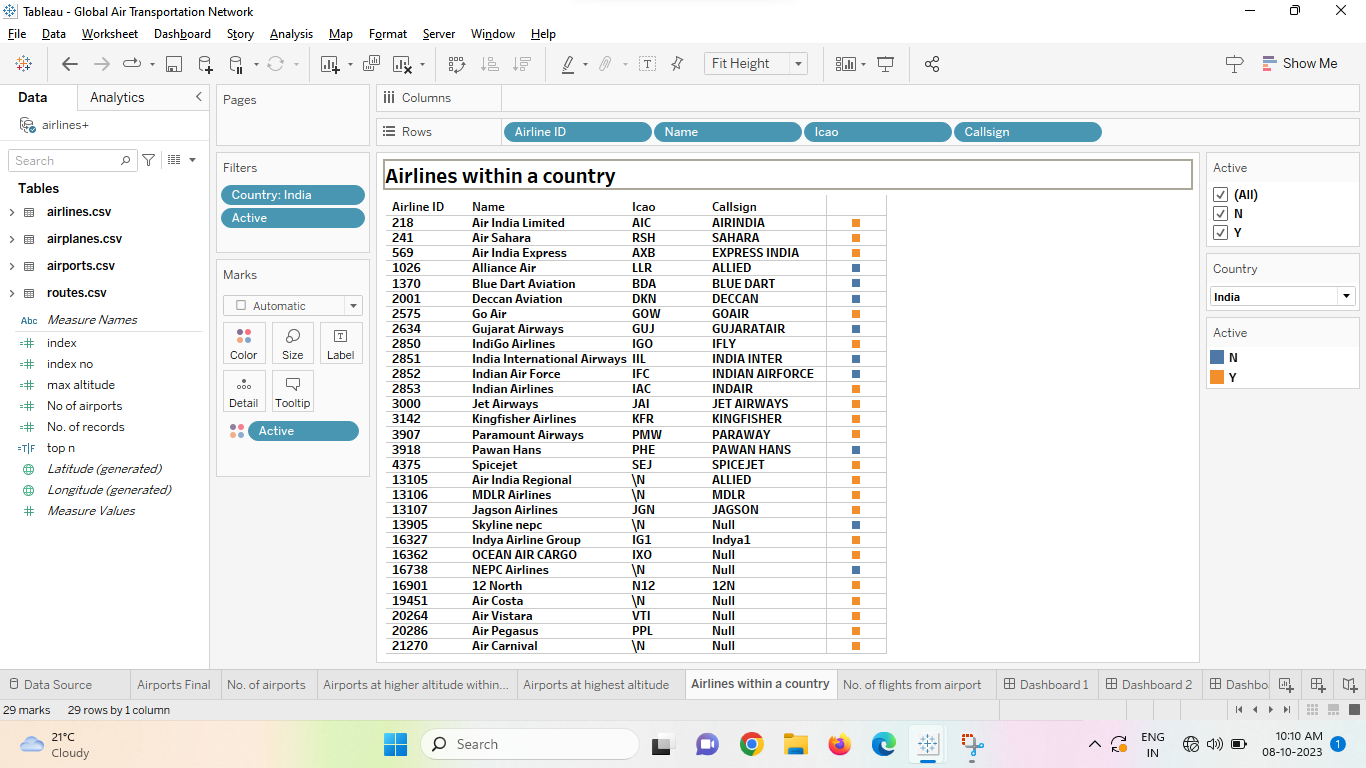 Tableau - Global Air Transportation Network
File Data Worksheet Dashboard Story Analysis Map Format Server Window Help
Fit Height
Show Me
Data Analytics
airlines+
Search
Tables
airlines.csv
airplanes.csv
airports.csv
routes.csv
Abc Measure Names
index
index no
max altitude
No of airports
No. of records
=T|F top n
Latitude (generated)
Longitude (generated)
Measure Values
Pages
Filters
Country: India
Active
Marks
Automatic
Color Size Label
Detail Tooltip
Active
Columns
Rows Airline ID Name Icao Callsign
Airlines within a country
Airline ID Name Icao Callsign
218 Air India Limited AIC AIRINDIA
241 Air Sahara RSH SAHARA
569 Air India Express AXB EXPRESS INDIA
1026 Alliance Air LLR ALLIED
1370 Blue Dart Aviation BDA BLUE DART
2001 Deccan Aviation DKN DECCAN
2575 Go Air GOW GOAIR
2634 Gujarat Airways GUJ GUJARATAIR
2850 IndiGo Airlines IGO IFLY
2851 India International Airways IIL INDIA INTER
2852 Indian Air Force IFC INDIAN AIRFORCE
2853 Indian Airlines IAC INDAIR
3000 Jet Airways JAI JET AIRWAYS
3142 Kingfisher Airlines KFR KINGFISHER
3907 Paramount Airways PMW PARAWAY
3918 Pawan Hans PHE PAWAN HANS
4375 Spicejet SEJ SPICEJET
13105 Air India Regional \N ALLIED
13106 MDLR Airlines \N MDLR
13107 Jagson Airlines JGN JAGSON
13905 Skyline nepc \N Null
16327 Indya Airline Group IG1 Indya1
16362 OCEAN AIR CARGO IXO Null
16738 NEPC Airlines \N Null
16901 12 North N12 12N
19451 Air Costa \N Null
20264 Air Vistara VTI Null
20286 Air Pegasus PPL Null
21270 Air Carnival \N Null
Active
(All)
N
Y
Country
India
Active
N
Y
Data Source Airports Final No. of airports Airports at higher altitude within... Airports at highest altitude Airlines within a country No. of flights from airport Dashboard 1 Dashboard 2 Dashbo
29 marks 29 rows by 1 column
21°C
Cloudy
Search
ENG
IN
10:10 AM
08-10-2023
1